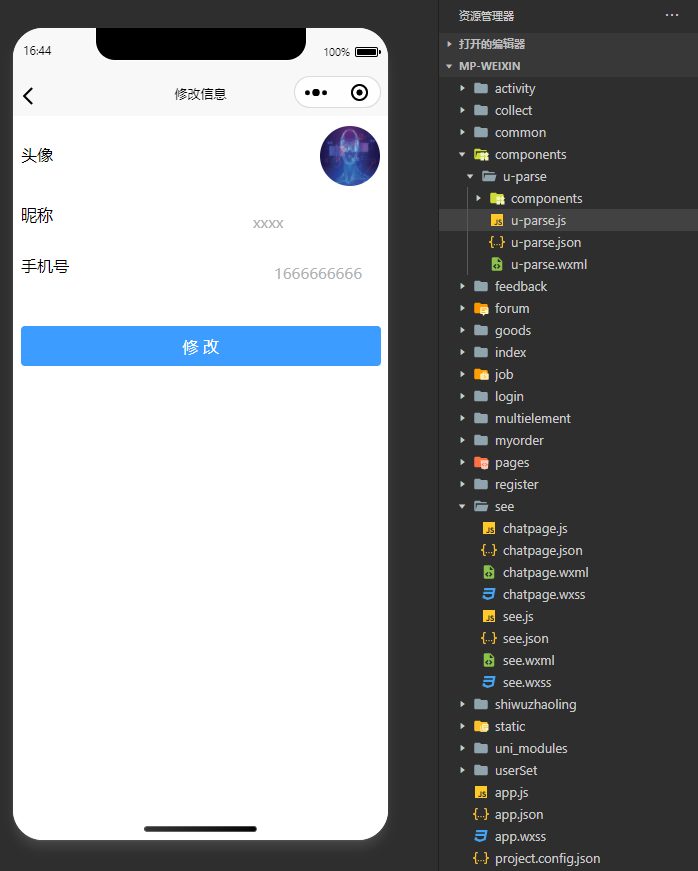 16:44
100%
修改信息
头像
昵称
xxxx
手机号
1666666666
修 改
资源管理器
打开的编辑器
MP-WEIXIN
activity
collect
common
components
u-parse
components
u-parse.js
u-parse.json
u-parse.wxml
feedback
forum
goods
index
job
login
multielement
myorder
pages
register
see
chatpage.js
chatpage.json
chatpage.wxml
chatpage.wxss
see.js
see.json
see.wxml
see.wxss
shiwuzhaoling
static
uni_modules
userSet
app.js
app.json
app.wxss
project.config.json